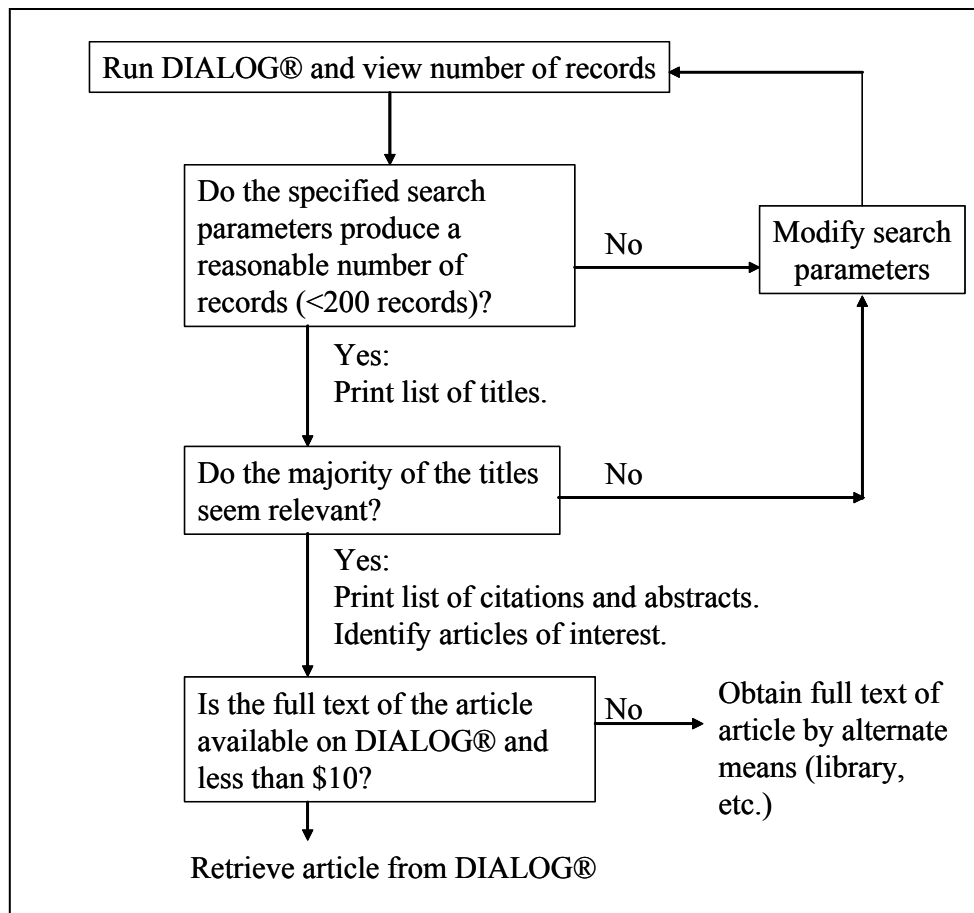 Run DIALOG® and view number of records
Do the specified search
parameters produce a
reasonable number of
records (<200 records)?
No
Modify search
parameters
Yes:
Print list of titles.
Do the majority of the titles
seem relevant?
No
Yes:
Print list of citations and abstracts.
Identify articles of interest.
Is the full text of the article
available on DIALOG® and
less than $10?
No
Obtain full text of
article by alternate
means (library,
etc.)
Retrieve article from DIALOG®